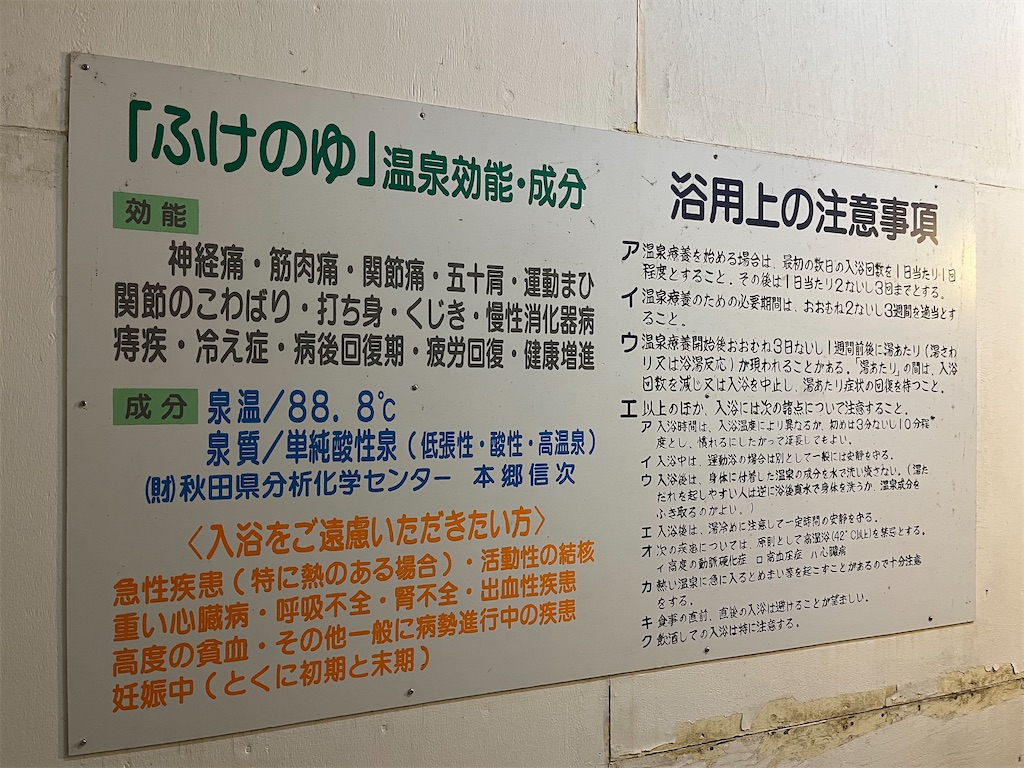 「ふけのゆ」温泉効能・成分
効能
神経痛・筋肉痛・関節痛・五十肩・運動まひ
関節のこわばり・打ち身・くじき・慢性消化器病
痔疾・冷え症・病後回復期・疲労回復・健康増進
成分 泉温/88.8℃
泉質/単純酸性泉(低張性・酸性・高温泉)
(財)秋田県分析化学センター 本郷信次
〈入浴をご遠慮いただきたい方〉
急性疾患(特に熱のある場合)・活動性の結核
重い心臓病・呼吸不全・腎不全・出血性疾患
高度の貧血・その他一般に病勢進行中の疾患
妊娠中(とくに初期と末期)
浴用上の注意事項
ア 温泉療養を始める場合は、最初の数日の入浴回数を1日当たり1回
程度とすること。その後は1日当たり2ないし3回までとする。
イ 温泉療養のための必要期間は、おおむね2ないし3週間を適当とす
ること。
ウ 温泉療養開始後おおむね3日ないし1週間前後に湯あたり(湯さわ
り又は浴湯反応)が現われることがある。「湯あたり」の間は、入浴
回数を減じ又は入浴を中止し、湯あたり症状の回復を待つこと。
エ 以上のほか、入浴には次の諸点について注意すること。
ア 入浴時間は、入浴温度により異なるが、初めは3分ないし10分程
度とし、慣れるにしたがって延長してもよい。
イ 入浴中は、運動浴の場合は別として一般には安静を守る。
ウ 入浴後は、身体に付着した温泉の成分を水で洗い流さない。(湯た
だれを起しやすい人は逆に浴後真水で身体を洗うか、温泉成分を
ふき取るのがよい。)
エ 入浴後は、湯冷めに注意して一定時間の安静を守る。
オ 次の疾患については、原則として高温浴(42℃以上)を禁忌とする。
イ 高度の動脈硬化症 ロ 高血圧症 ハ 心臓病
カ 熱い温泉に急に入るとめまい等を起こすことがあるので十分注意
をする。
キ 食事の直前、直後の入浴は避けることが望ましい。
ク 飲酒しての入浴は特に注意する。